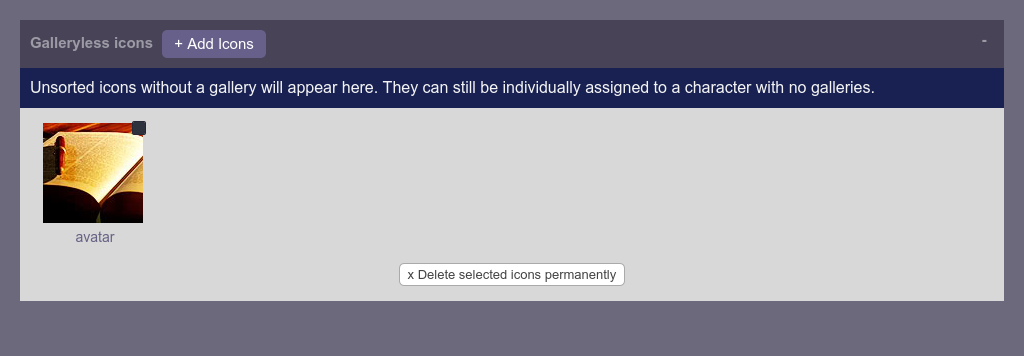 Galleryless icons + Add Icons -
Unsorted icons without a gallery will appear here. They can still be individually assigned to a character with no galleries.
avatar
x Delete selected icons permanently